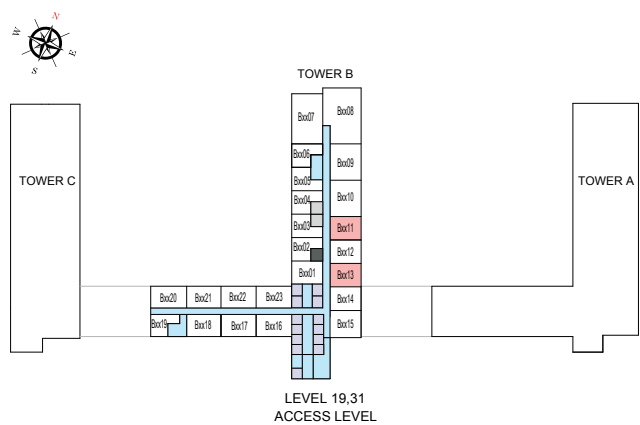 N
W
E
S
TOWER B
Bxx07
Bxx08
Bxx06
Bxx09
Bxx05
TOWER C
TOWER A
Bxx04
Bxx10
Bxx03
Bxx11
Bxx02
Bxx12
Bxx01
Bxx13
Bxx20 Bxx21 Bxx22 Bxx23
Bxx14
Bxx19 Bxx18 Bxx17 Bxx16
Bxx15
LEVEL 19,31
ACCESS LEVEL